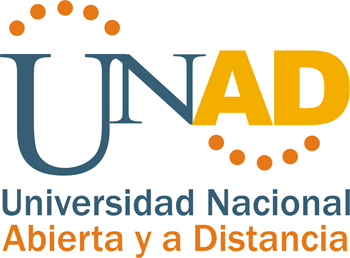 UNAD
Universidad Nacional
Abierta y a Distancia